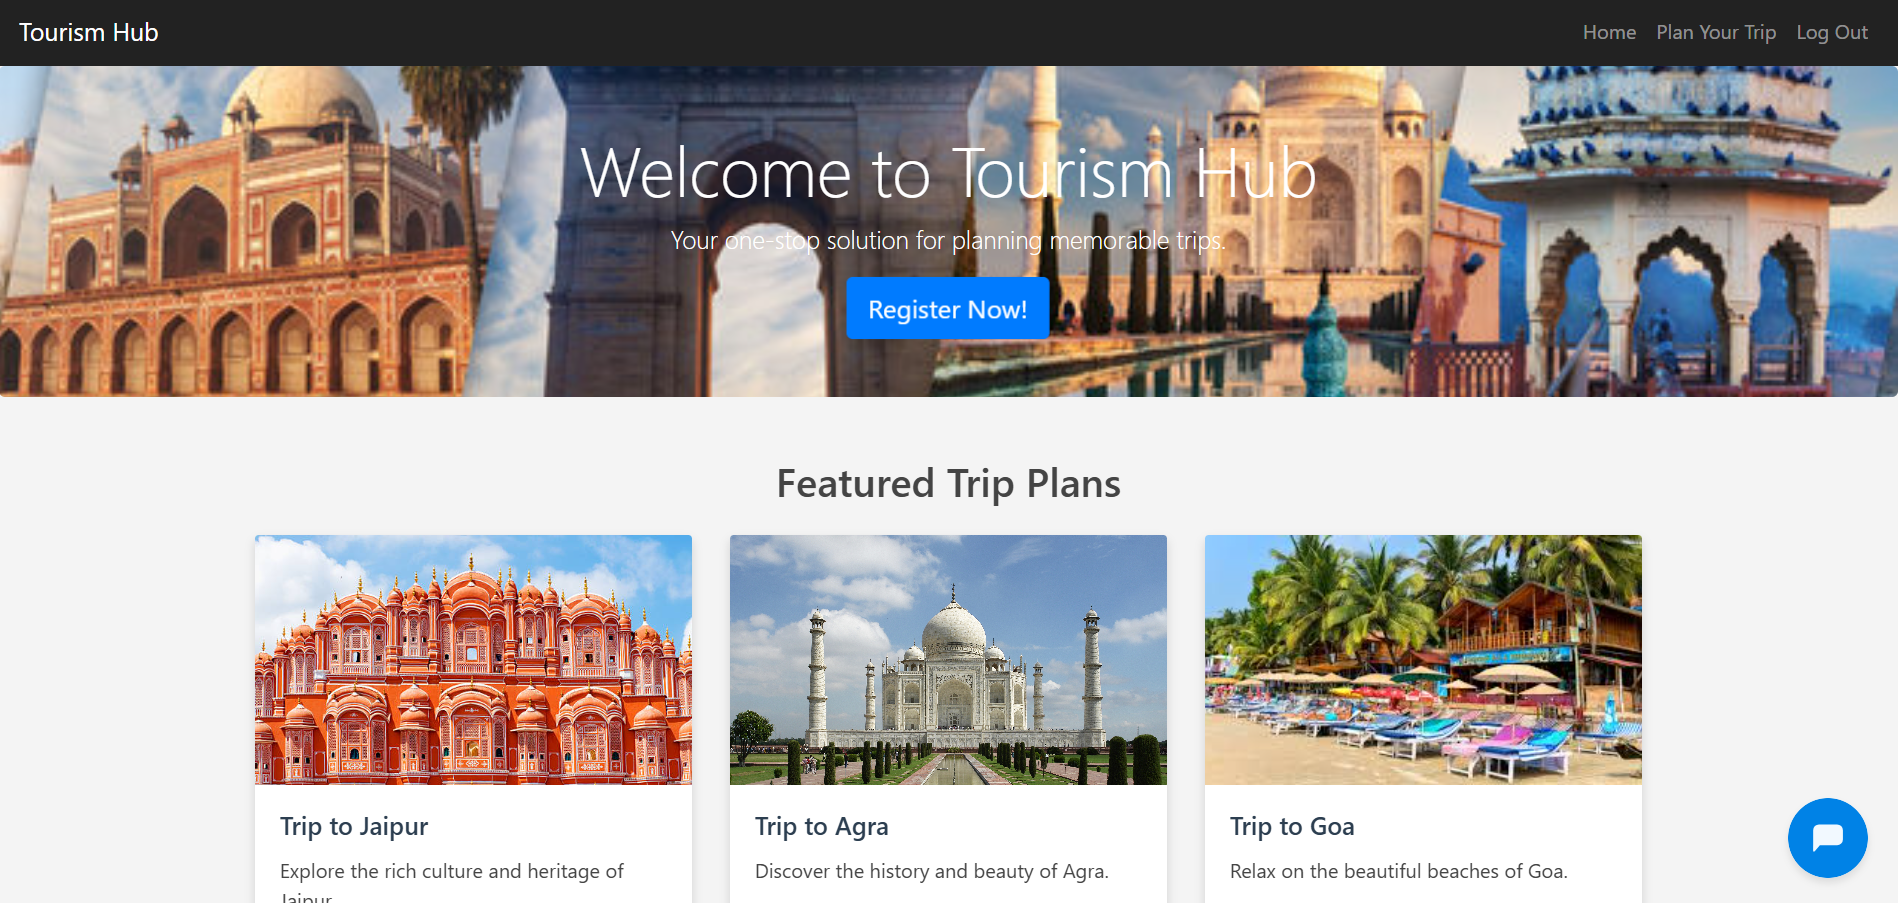 Tourism Hub
Home Plan Your Trip Log Out
Welcome to Tourism Hub
Your one-stop solution for planning memorable trips.
Register Now!
Featured Trip Plans
Trip to Jaipur
Explore the rich culture and heritage of
Jaipur.
Trip to Agra
Discover the history and beauty of Agra.
Trip to Goa
Relax on the beautiful beaches of Goa.